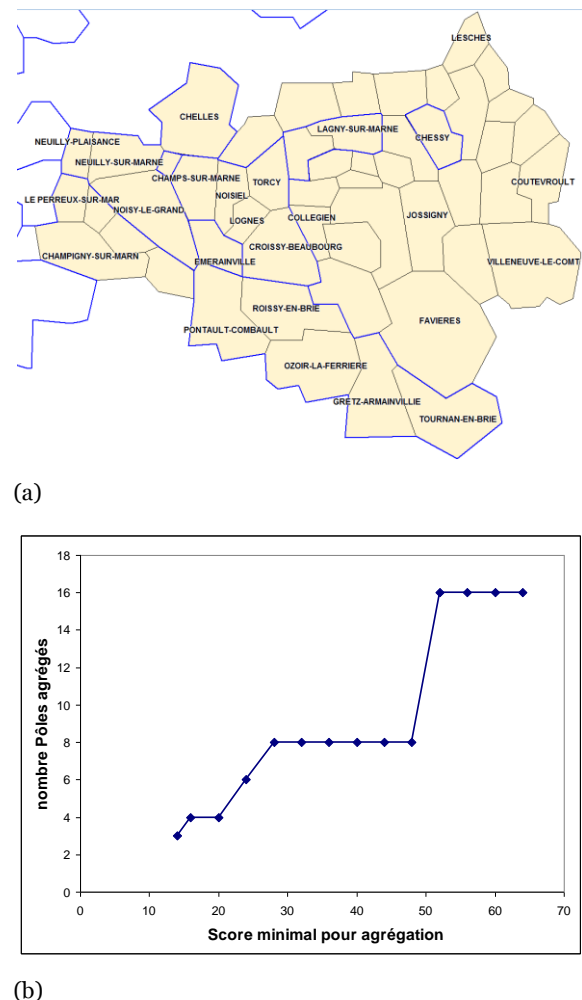 LESCHES
CHELLES
LAGNY-SUR-MARNE
CHESSY
NEUILLY-PLAISANCE
NEUILLY-SUR-MARNE
CHAMPS-SUR-MARNE
TORCY
COUTEVROULT
NOISIEL
LE PERREUX-SUR-MAR
NOISY-LE-GRAND
LOGNES
COLLEGIEN
JOSSIGNY
CROISSY-BEAUBOURG
CHAMPIGNY-SUR-MARN
EMERAINVILLE
VILLENEUVE-LE-COMT
ROISSY-EN-BRIE
FAVIERES
PONTAULT-COMBAULT
OZOIR-LA-FERRIERE
GRETZ-ARMAINVILLIE
TOURNAN-EN-BRIE
(a)
18
16
14
12
10
8
6
4
2
0
nombre Pôles agrégés
0 10 20 30 40 50 60 70
Score minimal pour agrégation
(b)